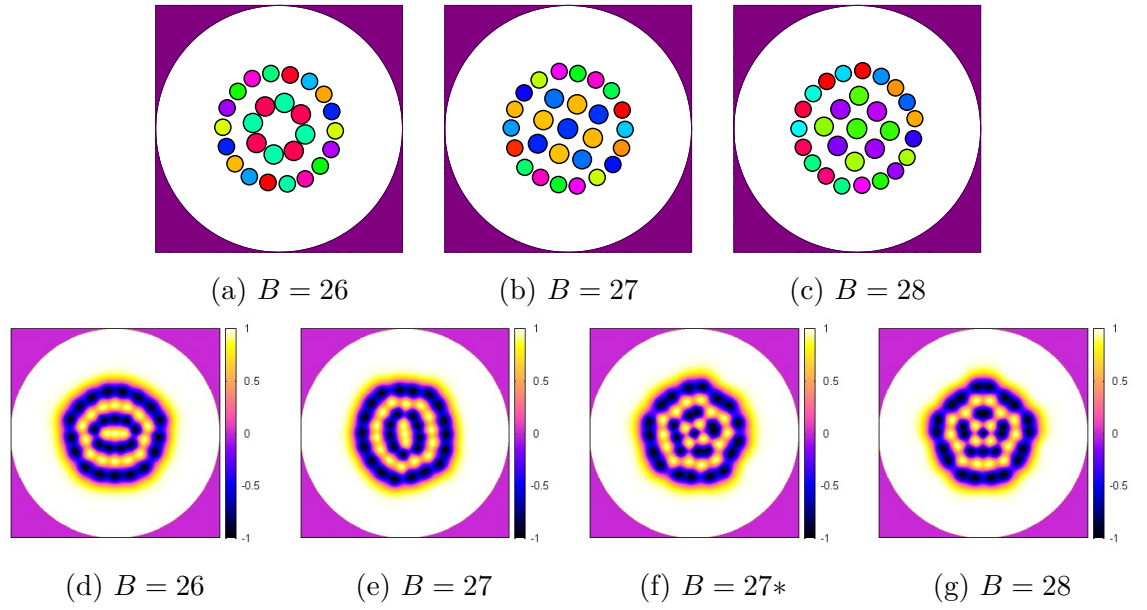 (a) B = 26
(b) B = 27
(c) B = 28
1
0.5
0
-0.5
-1
1
0.5
0
-0.5
-1
1
0.5
0
-0.5
-1
1
0.5
0
-0.5
-1
(d) B = 26
(e) B = 27
(f) B = 27∗
(g) B = 28